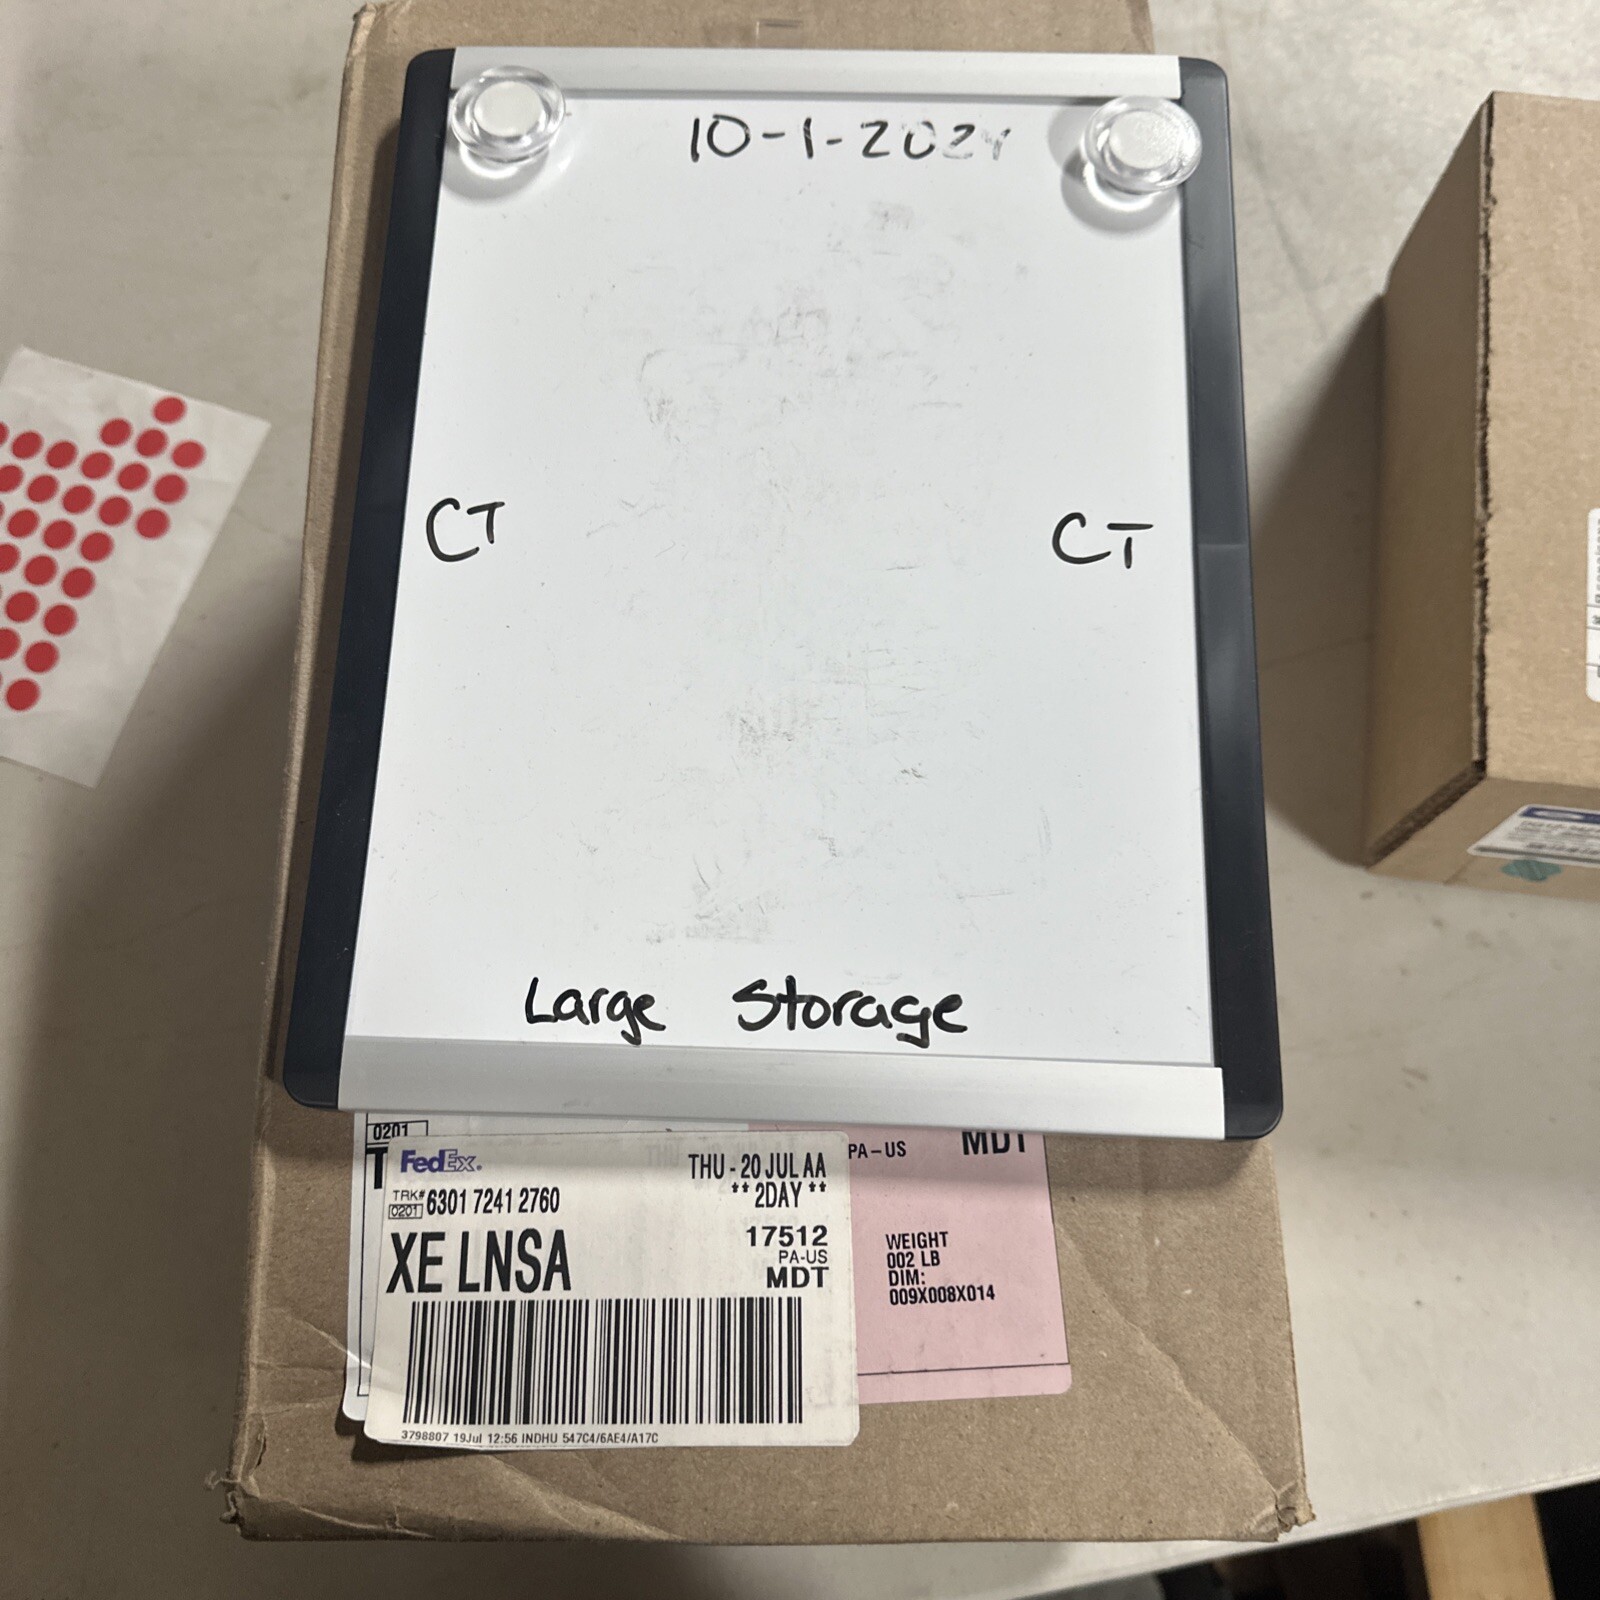 10-1-2024
CT CT
Large Storage
0201
T
FedEx.
TRK# 6301 7241 2760
0201
THU - 20 JUL AA
** 2DAY **
XE LNSA
17512
PA-US
MDT
3798807 19Jul 12:56 INDHU 547C4/6AE4/A17C
PA-US MDT
WEIGHT
002 LB
DIM:
009X008X014